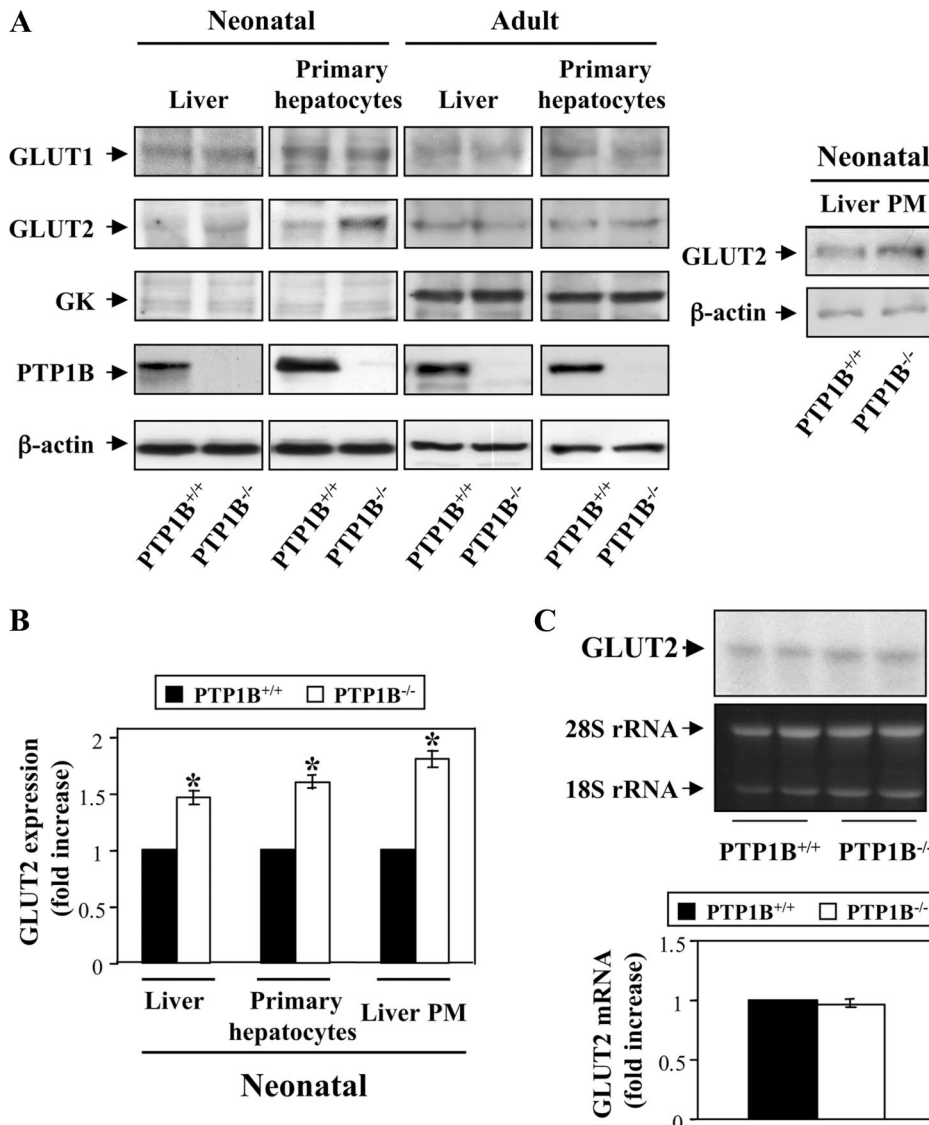 A
Neonatal
Adult
Liver
Primary
hepatocytes
Liver
Primary
hepatocytes
GLUT1
GLUT2
GK
PTP1B
β-actin
PTP1B+/+
PTP1B-/-
PTP1B+/+
PTP1B-/-
PTP1B+/+
PTP1B-/-
PTP1B+/+
PTP1B-/-
Neonatal
Liver PM
GLUT2
β-actin
PTP1B+/+
PTP1B-/-
B
PTP1B+/+ PTP1B-/-
GLUT2 expression
(fold increase)
2
1.5
1
0.5
0
* * *
Liver
Primary
hepatocytes
Liver PM
Neonatal
C
GLUT2
28S rRNA
18S rRNA
PTP1B+/+ PTP1B-/-
PTP1B+/+ PTP1B-/-
GLUT2 mRNA
(fold increase)
1.5
1
0.5
0